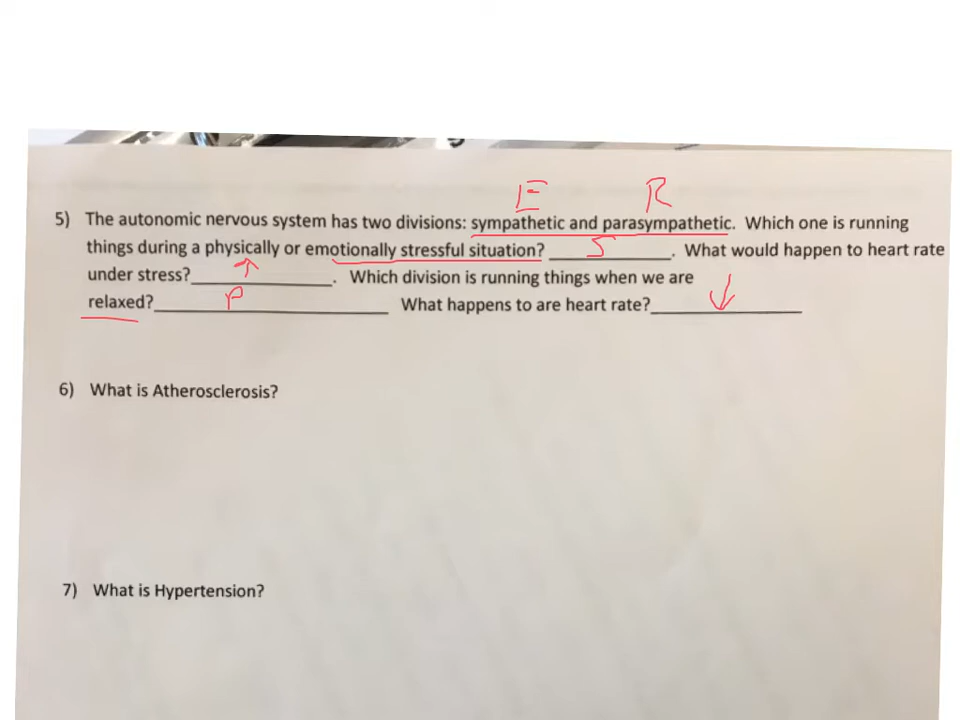 E R
5) The autonomic nervous system has two divisions: sympathetic and parasympathetic. Which one is running
things during a physically or emotionally stressful situation? S. What would happen to heart rate
under stress? ↑. Which division is running things when we are
relaxed? P What happens to are heart rate? ↓
6) What is Atherosclerosis?
7) What is Hypertension?